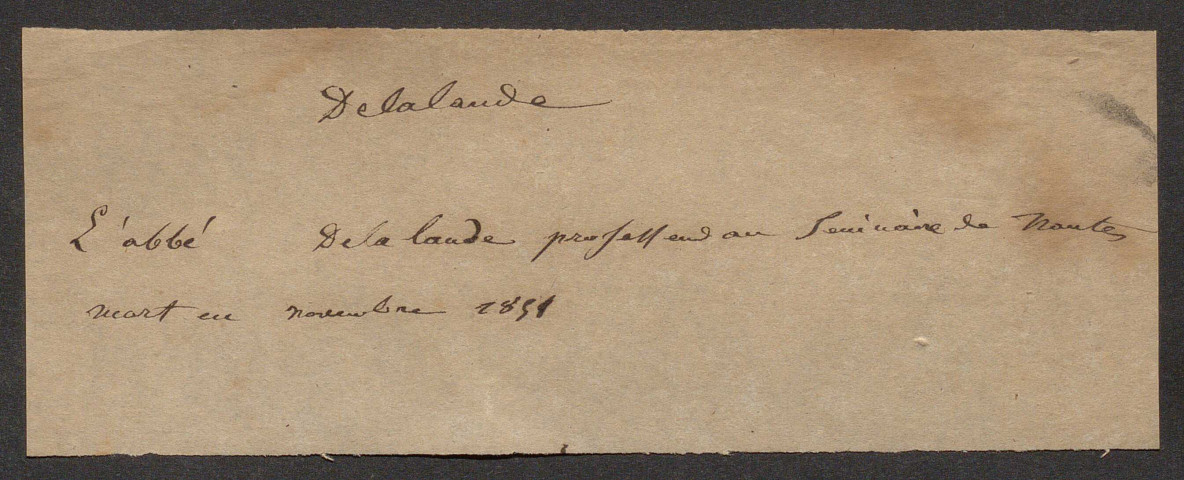 Delalande
L'abbé Delalande professeur au Séminaire de Nantes
mort en novembre 1851